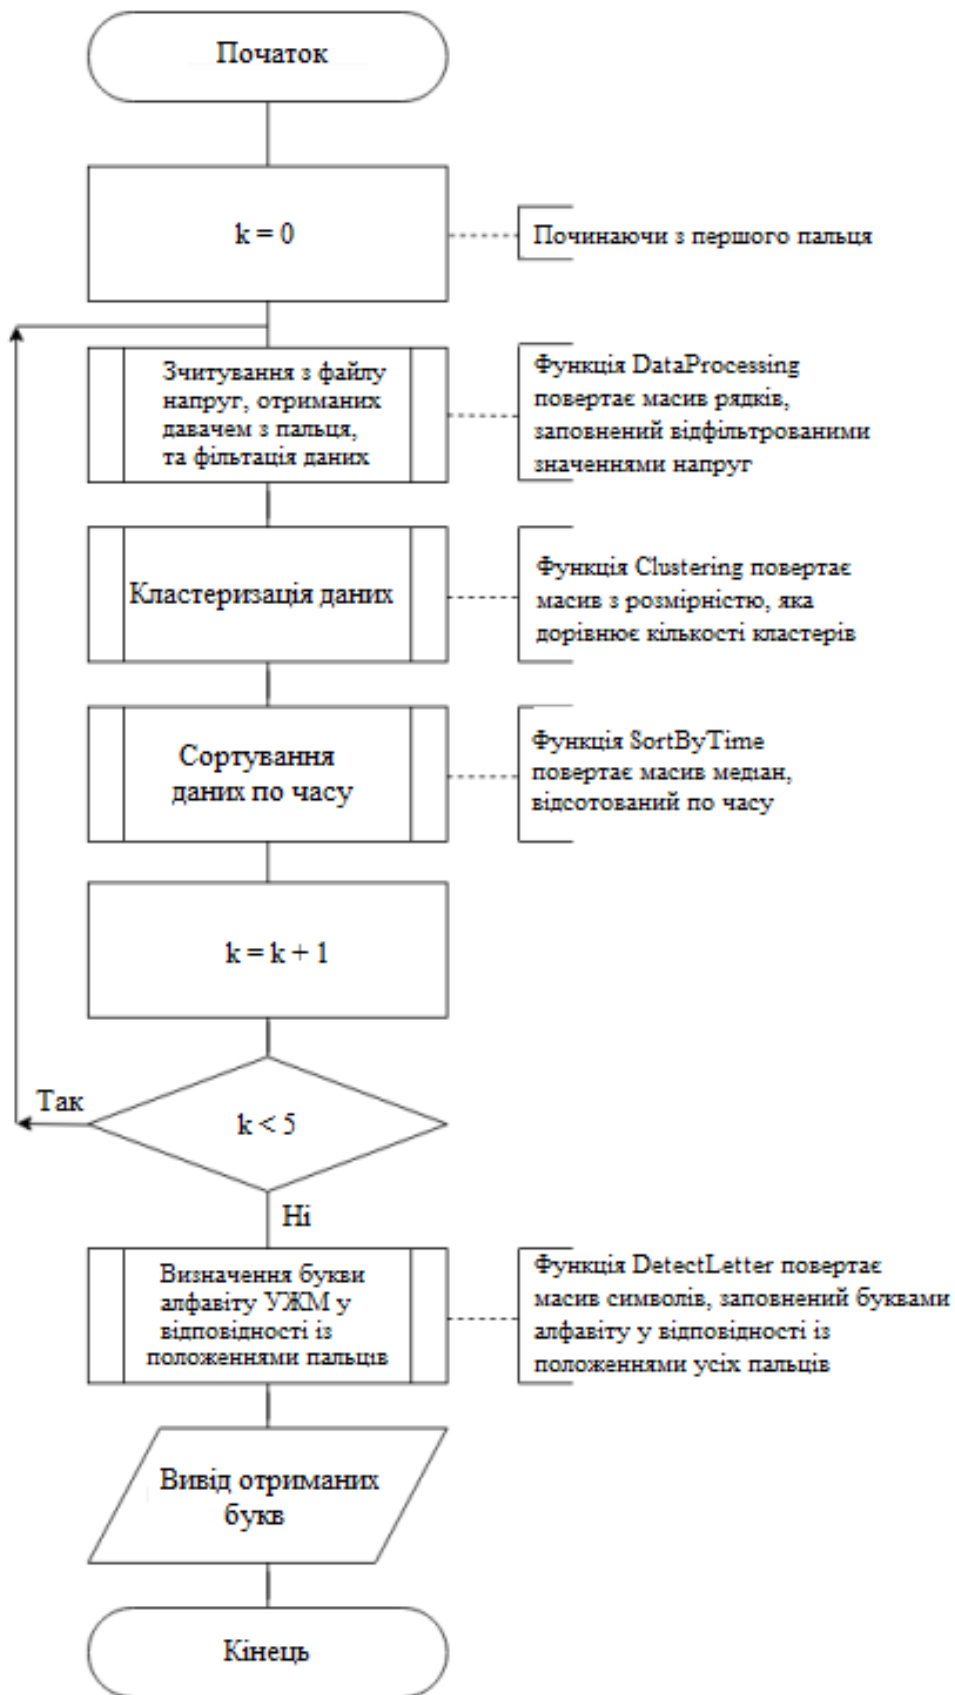 Початок
k = 0
Починаючи з першого пальця
Зчитування з файлу
напруг, отриманих
давачем з пальця,
та фільтація даних
Функція DataProcessing
повертає масив рядків,
заповнений відфільтрованими
значеннями напруг
Кластеризація даних
Функція Clustering повертає
масив з розмірністю, яка
дорівнює кількості кластерів
Сортування
даних по часу
Функція SortByTime
повертає масив медіан,
відсотований по часу
k = k + 1
Так
k < 5
Ні
Визначення букви
алфавіту УЖМ у
відповідності із
положеннями пальців
Функція DetectLetter повертає
масив символів, заповнений буквами
алфавіту у відповідності із
положеннями усіх пальців
Вивід отриманих
букв
Кінець